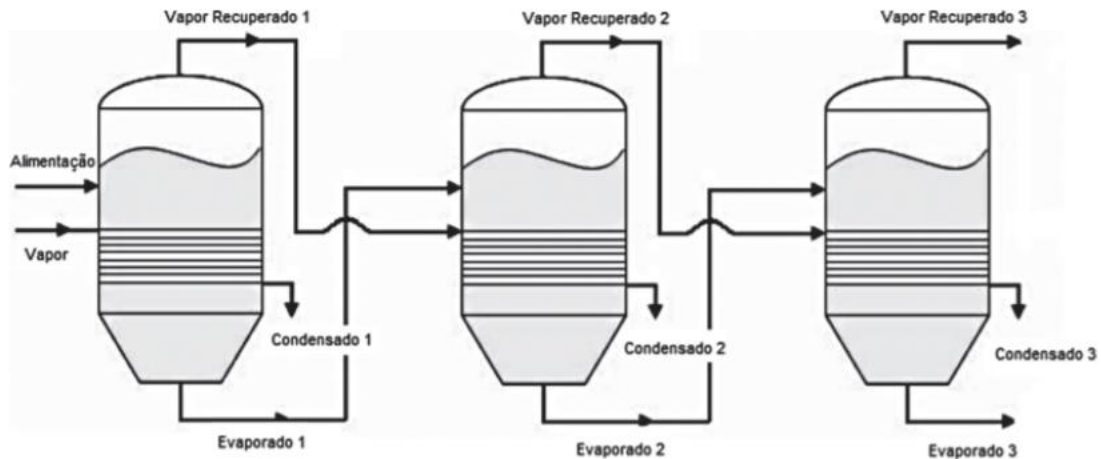 Vapor Recuperado 1
Vapor Recuperado 2
Vapor Recuperado 3
Alimentação
Vapor
Condensado 1
Condensado 2
Condensado 3
Evaporado 1
Evaporado 2
Evaporado 3